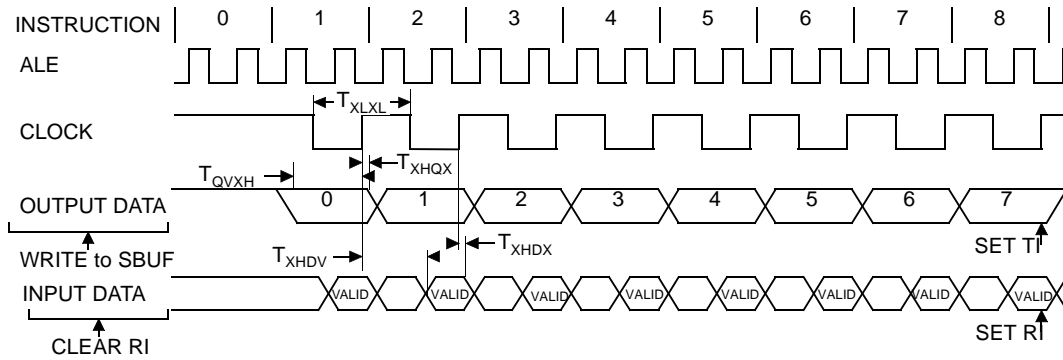 INSTRUCTION 0 1 2 3 4 5 6 7 8
ALE
T_XLXL
CLOCK
T_XHQX
T_QVXH
OUTPUT DATA 0 1 2 3 4 5 6 7
T_XHDX
SET TI
T_XHDV
WRITE to SBUF
INPUT DATA VALID VALID VALID VALID VALID VALID VALID VALID
SET RI
CLEAR RI